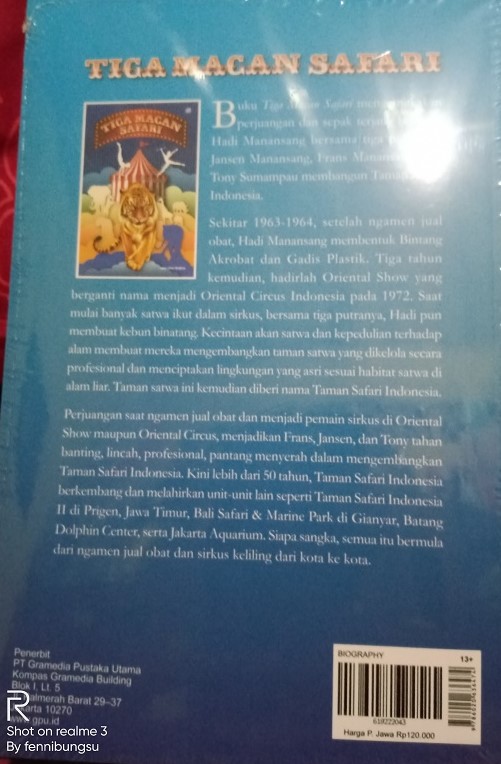 TIGA MACAN SAFARI
TIGA MACAN
SAFARI
Buku Tiga Macan Safari
perjuangan dan sepak
Hadi Manansang bersama tiga
Jansen Manansang, Frans
Tony Sumampau membangun Taman
Indonesia.
Sekitar 1963-1964, setelah ngamen jual
obat, Hadi Manansang membentuk Bintang
Akrobat dan Gadis Plastik. Tiga tahun
kemudian, hadirlah Oriental Show yang
berganti nama menjadi Oriental Circus Indonesia pada 1972. Saat
mulai banyak satwa ikut dalam sirkus, bersama tiga putranya, Hadi pun
membuat kebun binatang. Kecintaan akan satwa dan kepedulian terhadap
alam membuat mereka mengembangkan taman satwa yang dikelola secara
profesional dan menciptakan lingkungan yang asri sesuai habitat satwa di
alam liar. Taman satwa ini kemudian diberi nama Taman Safari Indonesia.
Perjuangan saat ngamen jual obat dan menjadi pemain sirkus di Oriental
Show maupun Oriental Circus, menjadikan Frans, Jansen, dan Tony tahan
banting, lincah, profesional, pantang menyerah dalam mengembangkan
Taman Safari Indonesia. Kini lebih dari 50 tahun, Taman Safari Indonesia
berkembang dan melahirkan unit-unit lain seperti Taman Safari Indonesia
II di Prigen, Jawa Timur, Bali Safari & Marine Park di Gianyar, Batang
Dolphin Center, serta Jakarta Aquarium. Siapa sangka, semua itu bermula
dari ngamen jual obat dan sirkus keliling dari kota ke kota.
Penerbit
PT Gramedia Pustaka Utama
Kompas Gramedia Building
Blok I, Lt. 5
Palmerah Barat 29-37
Jakarta 10270
www.gpu.id
BIOGRAPHY 13+
618222043
Harga P. Jawa Rp120.000
R
Shot on realme 3
By fennibungsu